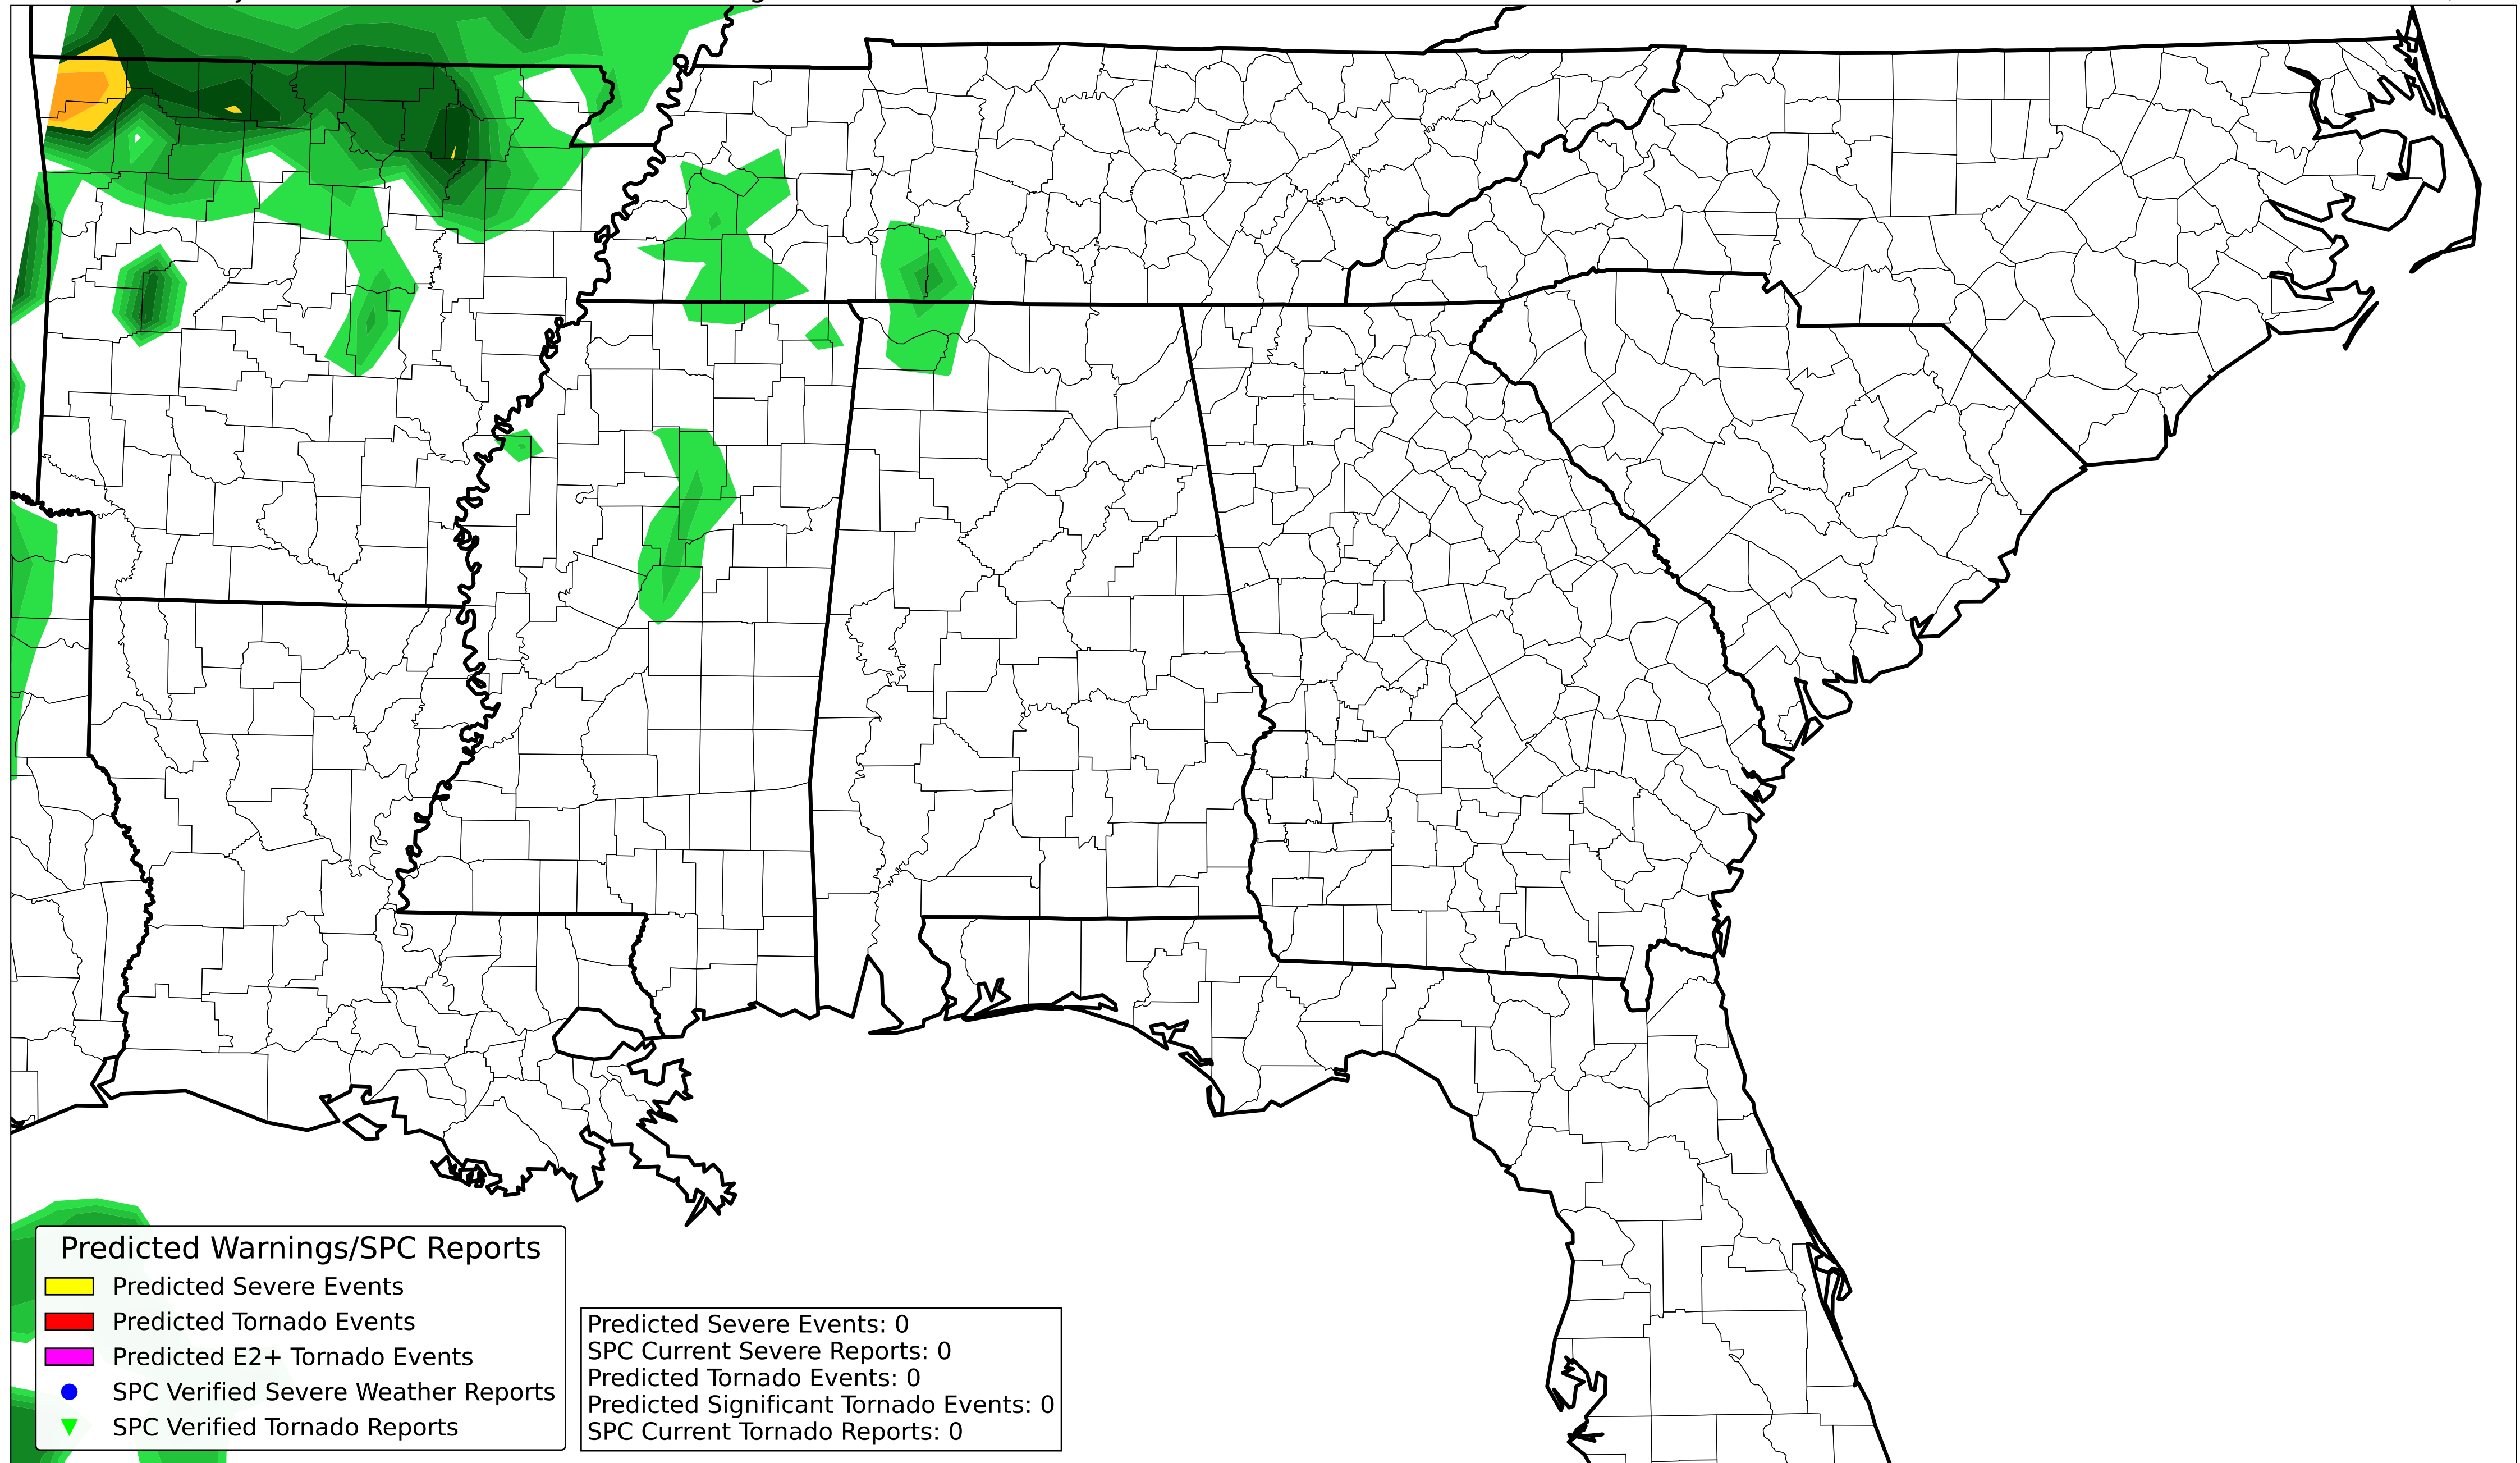 Predicted Warnings/SPC Reports
Predicted Severe Events
Predicted Tornado Events
Predicted E2+ Tornado Events
SPC Verified Severe Weather Reports
SPC Verified Tornado Reports
Predicted Severe Events: 0
SPC Current Severe Reports: 0
Predicted Tornado Events: 0
Predicted Significant Tornado Events: 0
SPC Current Tornado Reports: 0